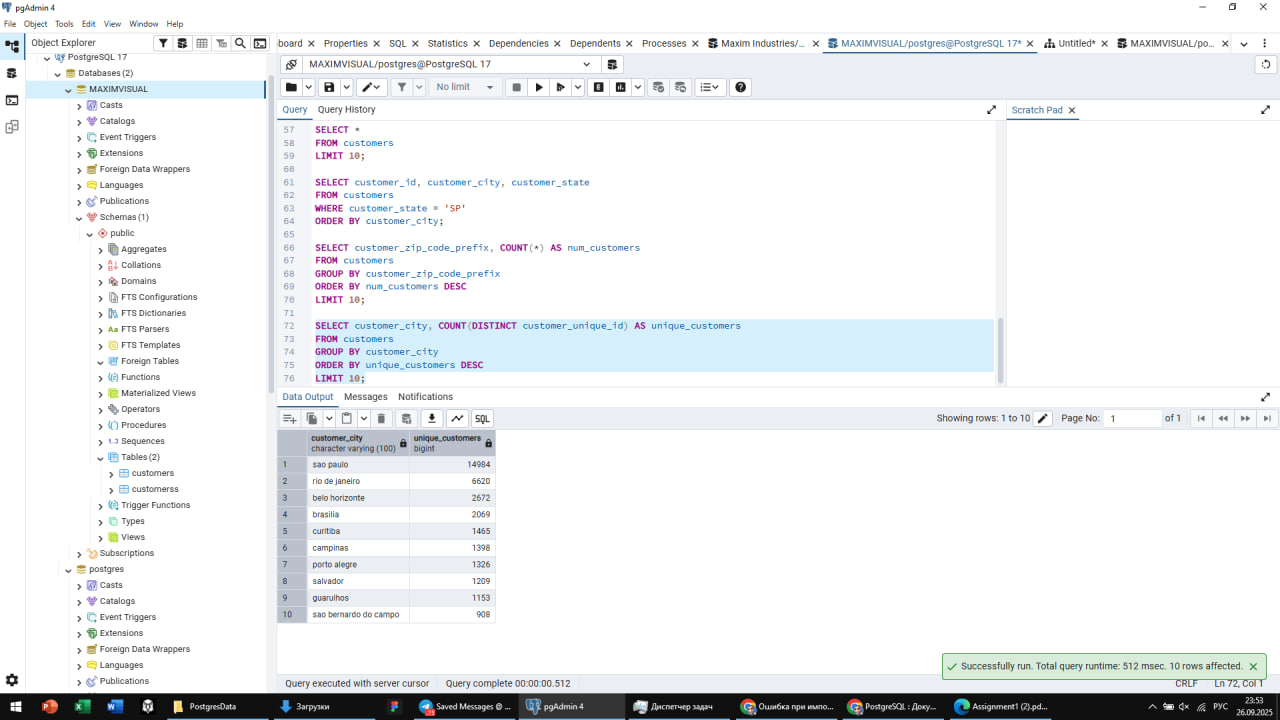 pgAdmin 4
File Object Tools Edit View Window Help
Object Explorer
board Properties SQL Statistics Dependencies Dependents Processes Maxim Industries/... MAXIMVISUAL/postgres@PostgreSQL 17* Untitled* MAXIMVISUAL/po...
PostgreSQL 17
Databases (2)
MAXIMVISUAL
Casts
Catalogs
Event Triggers
Extensions
Foreign Data Wrappers
Languages
Publications
Schemas (1)
public
Aggregates
Collations
Domains
FTS Configurations
FTS Dictionaries
FTS Parsers
FTS Templates
Foreign Tables
Functions
Materialized Views
Operators
Procedures
Sequences
Tables (2)
customers
customerss
Trigger Functions
Types
Views
Subscriptions
postgres
Casts
Catalogs
Event Triggers
Extensions
Foreign Data Wrappers
Languages
Publications
MAXIMVISUAL/postgres@PostgreSQL 17
No limit
Query Query History
Scratch Pad
57 SELECT *
58 FROM customers
59 LIMIT 10;
60
61 SELECT customer_id, customer_city, customer_state
62 FROM customers
63 WHERE customer_state = 'SP'
64 ORDER BY customer_city;
65
66 SELECT customer_zip_code_prefix, COUNT(*) AS num_customers
67 FROM customers
68 GROUP BY customer_zip_code_prefix
69 ORDER BY num_customers DESC
70 LIMIT 10;
71
72 SELECT customer_city, COUNT(DISTINCT customer_unique_id) AS unique_customers
73 FROM customers
74 GROUP BY customer_city
75 ORDER BY unique_customers DESC
76 LIMIT 10;
Data Output Messages Notifications
SQL Showing rows: 1 to 10 Page No: 1 of 1
customer_city unique_customers
character varying (100) bigint
1 sao paulo 14984
2 rio de janeiro 6620
3 belo horizonte 2672
4 brasilia 2069
5 curitiba 1465
6 campinas 1398
7 porto alegre 1326
8 salvador 1209
9 guarulhos 1153
10 sao bernardo do campo 908
Successfully run. Total query runtime: 512 msec. 10 rows affected.
Query executed with server cursor Query complete 00:00:00.512 CRLF Ln 72, Col 1
PostgresData Загрузки Saved Messages @ ... pgAdmin 4 Диспетчер задач Ошибка при импо... PostgreSQL : Доку... Assignment1 (2).pd... РУС
23:53
26.09.2025